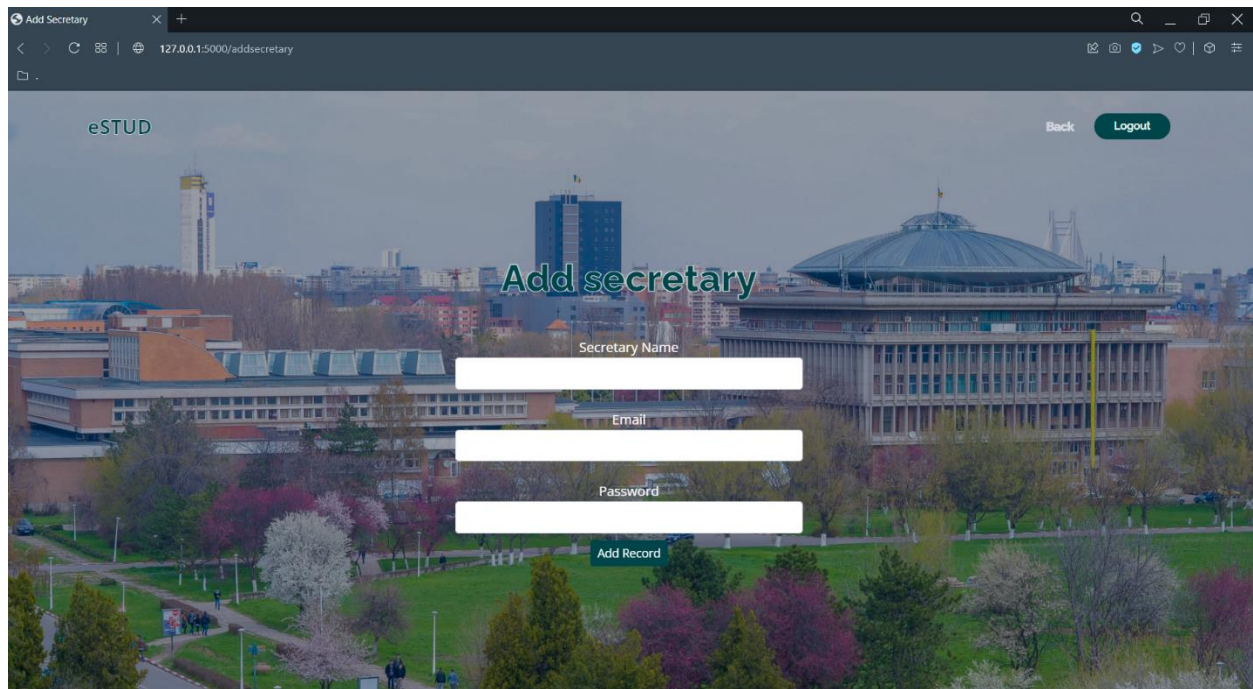 Add Secretary
127.0.0.1:5000/addsecretary
.
eSTUD
Back Logout
Add secretary
Secretary Name
Email
Password
Add Record